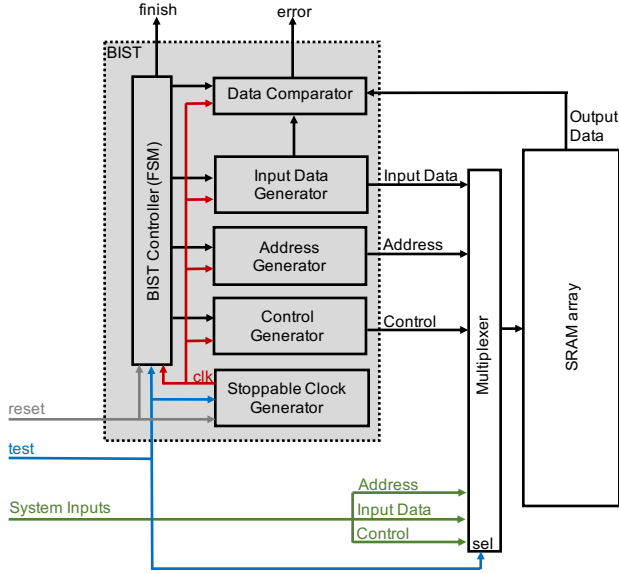 finish
error
BIST
Data Comparator
Output
Data
BIST Controller (FSM)
Input Data
Generator
Input Data
Address
Generator
Address
Control
Generator
Control
Multiplexer
SRAM array
clk
Stoppable Clock
Generator
reset
test
System Inputs
Address
Input Data
Control
sel